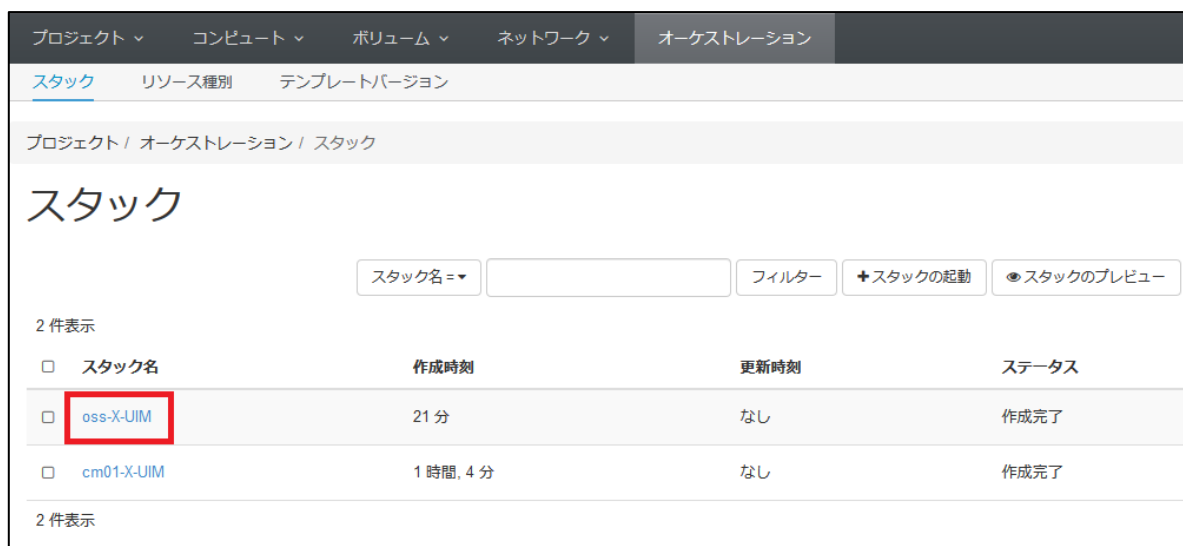 プロジェクト コンピュート ボリューム ネットワーク オーケストレーション
スタック リソース種別 テンプレートバージョン
プロジェクト / オーケストレーション / スタック
スタック
スタック名 = フィルター +スタックの起動 スタックのプレビュー
2 件表示
スタック名 作成時刻 更新時刻 ステータス
oss-X-UIM 21 分 なし 作成完了
cm01-X-UIM 1 時間, 4 分 なし 作成完了
2 件表示